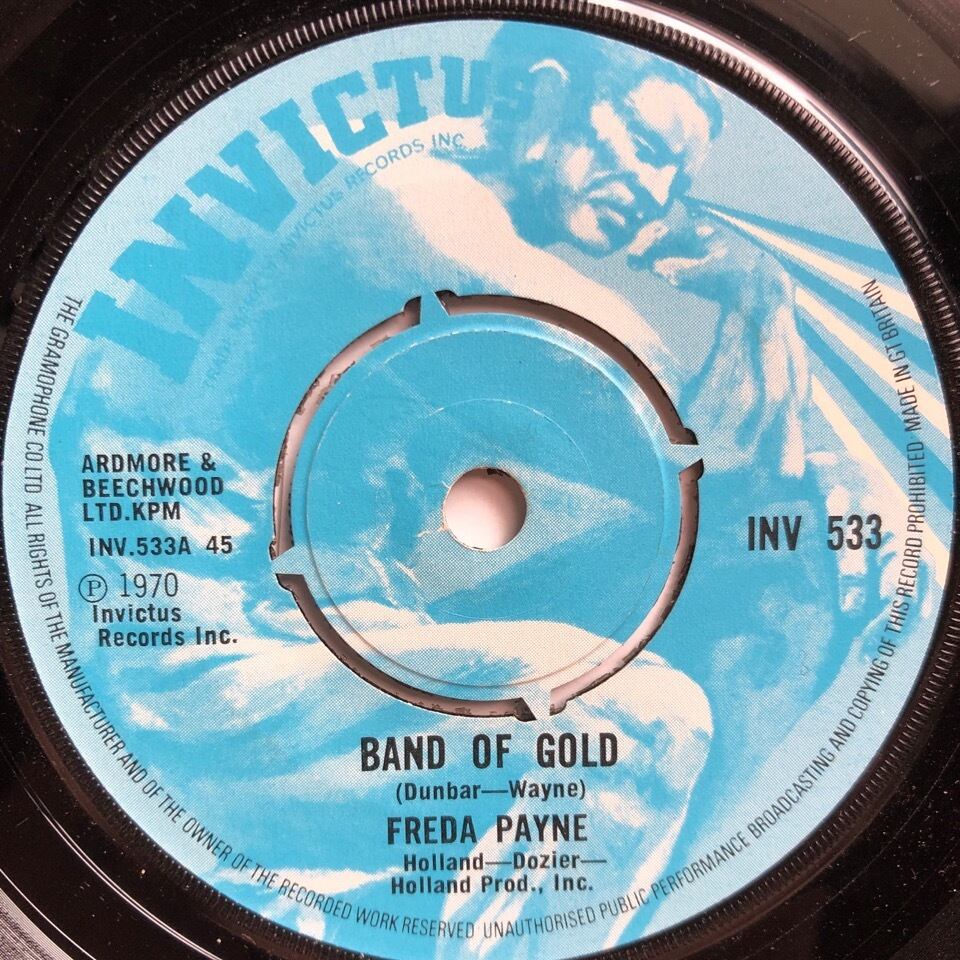 INVICTUS
INVICTUS RECORDS INC.
ARDMORE &
BEECHWOOD
LTD.KPM
INV.533A 45
Ⓟ 1970
Invictus
Records Inc.
INV 533
BAND OF GOLD
(Dunbar—Wayne)
FREDA PAYNE
Holland—Dozier—
Holland Prod., Inc.
THE GRAMOPHONE CO.LTD ALL RIGHTS OF THE MANUFACTURER AND OF THE OWNER OF THE RECORDED WORK RESERVED UNAUTHORISED PUBLIC PERFORMANCE BROADCASTING AND COPYING OF THIS RECORD PROHIBITED MADE IN GT BRITAIN